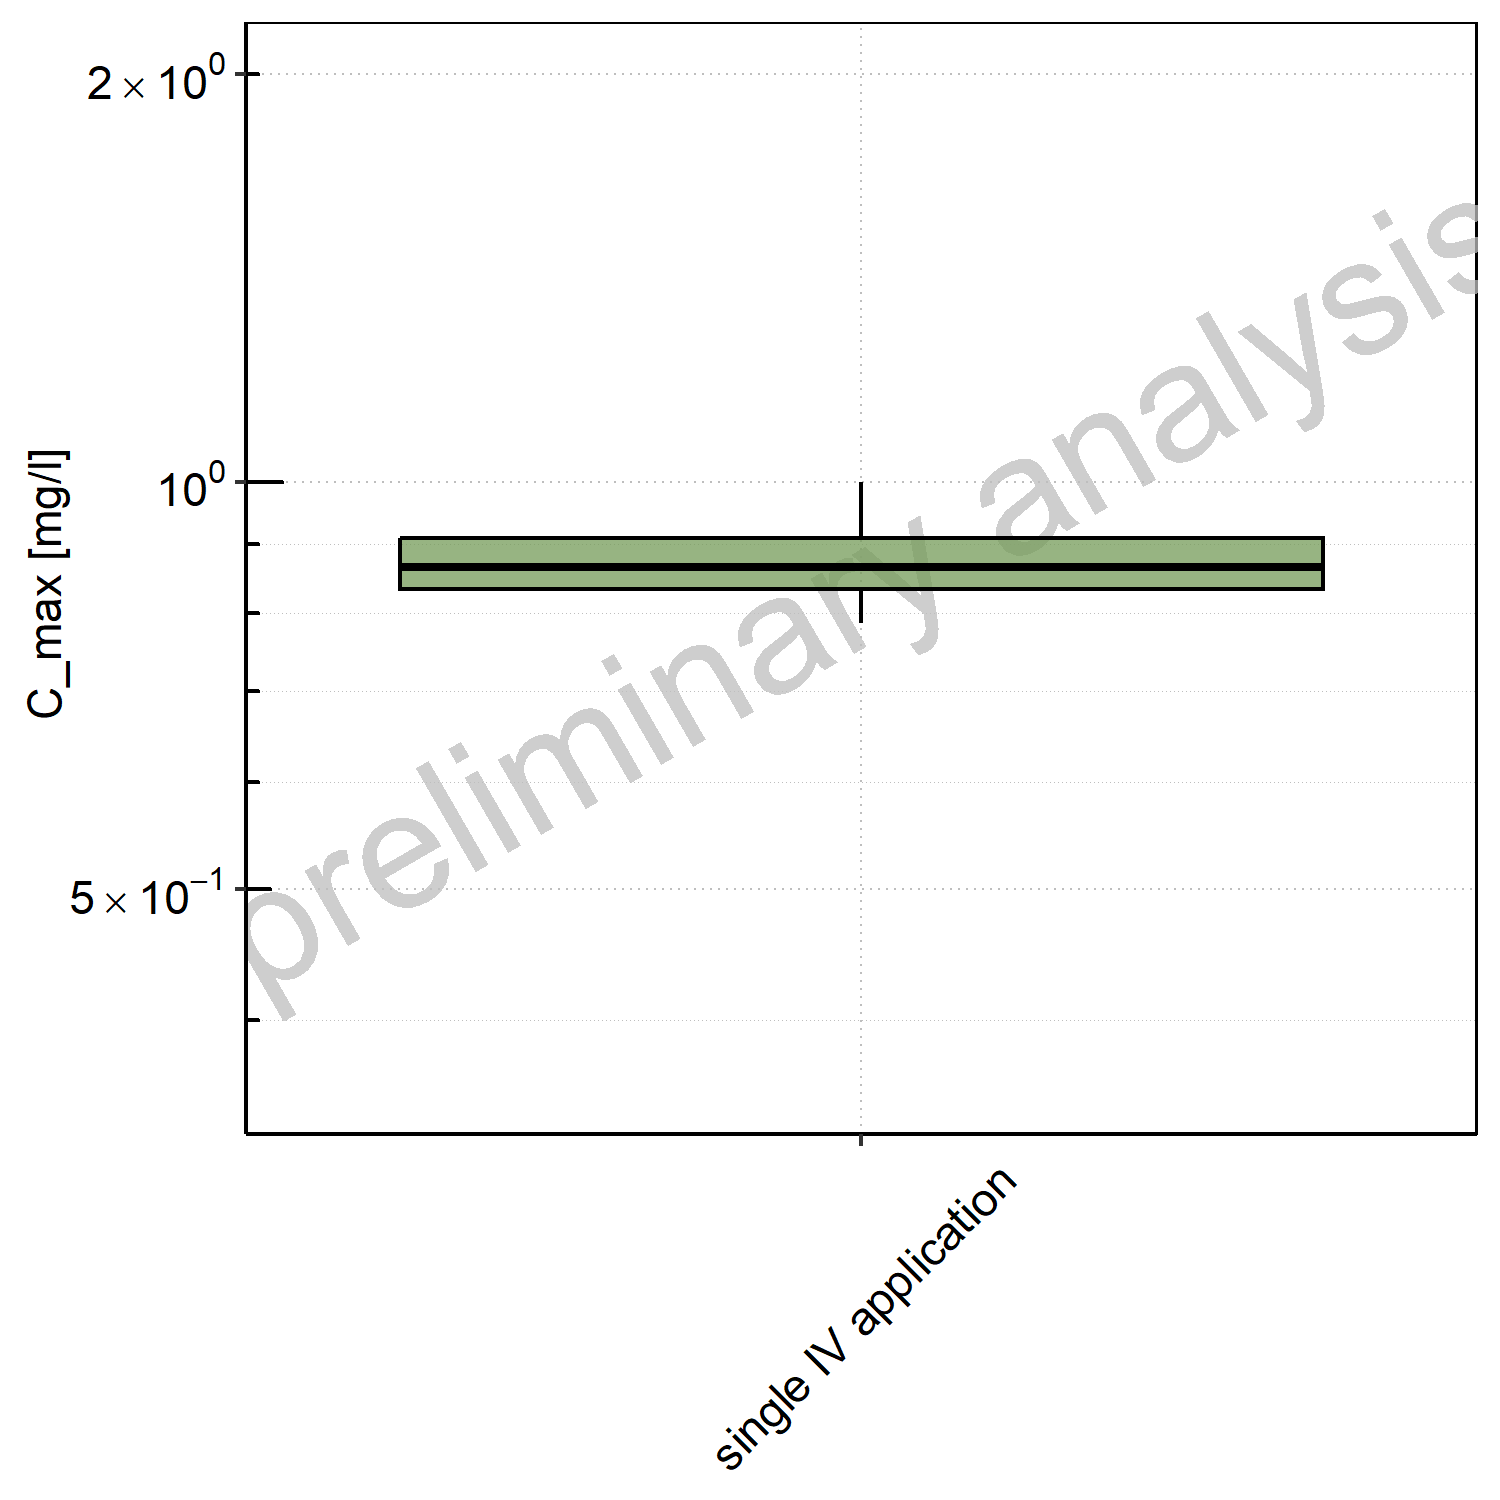 2 × 10⁰
10⁰
5 × 10⁻¹
C_max [mg/l]
preliminary analysis
single IV application